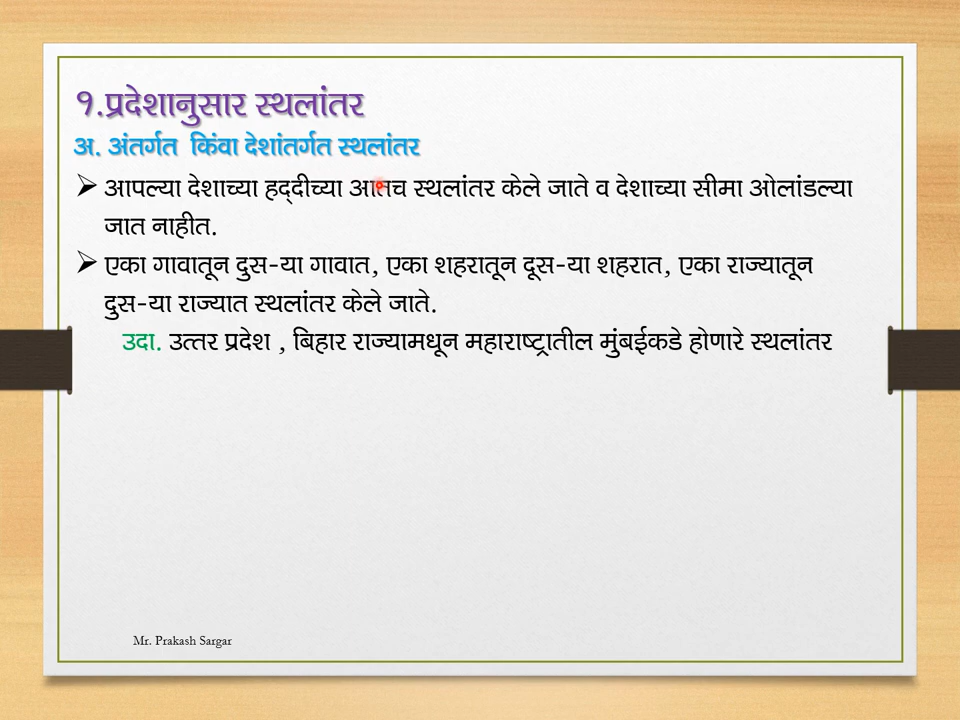 १.प्रदेशानुसार स्थलांतर
अ. अंतर्गत किंवा देशांतर्गत स्थलांतर
➢ आपल्या देशाच्या हद्‌दीच्या आतच स्थलांतर केले जाते व देशाच्या सीमा ओलांडल्या
जात नाहीत.
➢ एका गावातून दुस-या गावात, एका शहरातून दूस-या शहरात, एका राज्यातून
दुस-या राज्यात स्थलांतर केले जाते.
उदा. उत्तर प्रदेश , बिहार राज्यामधून महाराष्ट्रातील मुंबईकडे होणारे स्थलांतर
Mr. Prakash Sargar